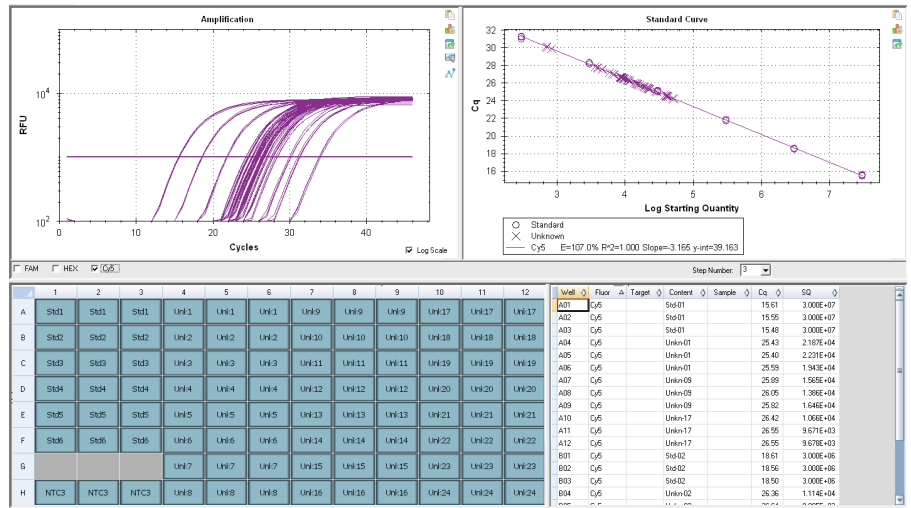 Amplification
10^4
10^2
RFU
0 10 20 30 40
Cycles
Log Scale
Standard Curve
32
30
28
26
24
22
20
18
16
Cq
3 4 5 6 7
Log Starting Quantity
Standard
Unknown
Cy5 E=107.0% R^2=1.000 Slope=-3.165 y-int=39.163
FAM HEX Cy5
Step Number: 3
1 2 3 4 5 6 7 8 9 10 11 12
A Std1 Std1 Std1 Unk1 Unk1 Unk1 Unk9 Unk9 Unk9 Unk17 Unk17 Unk17
B Std2 Std2 Std2 Unk2 Unk2 Unk2 Unk10 Unk10 Unk10 Unk18 Unk18 Unk18
C Std3 Std3 Std3 Unk3 Unk3 Unk3 Unk11 Unk11 Unk11 Unk19 Unk19 Unk19
D Std4 Std4 Std4 Unk4 Unk4 Unk4 Unk12 Unk12 Unk12 Unk20 Unk20 Unk20
E Std5 Std5 Std5 Unk5 Unk5 Unk5 Unk13 Unk13 Unk13 Unk21 Unk21 Unk21
F Std6 Std6 Std6 Unk6 Unk6 Unk6 Unk14 Unk14 Unk14 Unk22 Unk22 Unk22
G Unk7 Unk7 Unk7 Unk15 Unk15 Unk15 Unk23 Unk23 Unk23
H NTC3 NTC3 NTC3 Unk8 Unk8 Unk8 Unk16 Unk16 Unk16 Unk24 Unk24 Unk24
Well Fluor Target Content Sample Cq SQ
A01 Cy5 Std-01 15.61 3.000E+07
A02 Cy5 Std-01 15.55 3.000E+07
A03 Cy5 Std-01 15.48 3.000E+07
A04 Cy5 Unkn-01 25.43 2.187E+04
A05 Cy5 Unkn-01 25.40 2.231E+04
A06 Cy5 Unkn-01 25.59 1.943E+04
A07 Cy5 Unkn-09 25.89 1.565E+04
A08 Cy5 Unkn-09 26.05 1.386E+04
A09 Cy5 Unkn-09 25.82 1.646E+04
A10 Cy5 Unkn-17 26.42 1.066E+04
A11 Cy5 Unkn-17 26.55 9.671E+03
A12 Cy5 Unkn-17 26.55 9.678E+03
B01 Cy5 Std-02 18.61 3.000E+06
B02 Cy5 Std-02 18.56 3.000E+06
B03 Cy5 Std-02 18.50 3.000E+06
B04 Cy5 Unkn-02 26.36 1.114E+04